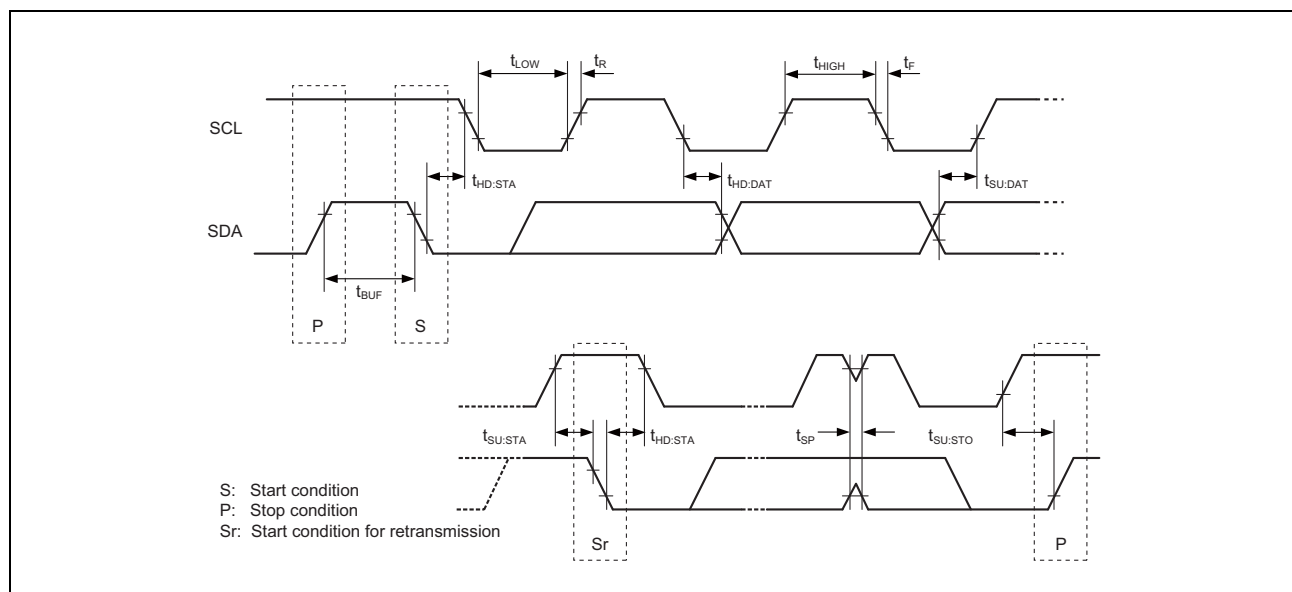 tLOW
tR
tHIGH
tF
SCL
tHD:STA
tHD:DAT
tSU:DAT
SDA
tBUF
P
S
tSU:STA
tHD:STA
tSP
tSU:STO
S: Start condition
P: Stop condition
Sr: Start condition for retransmission
Sr
P